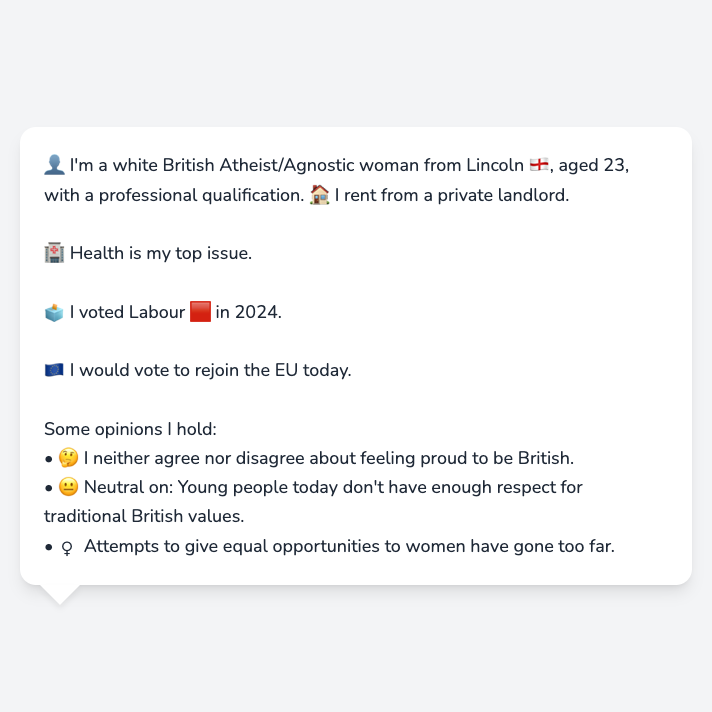 👤 I'm a white British Atheist/Agnostic woman from Lincoln 🏴󠁧󠁢󠁥󠁮󠁧󠁿, aged 23,
with a professional qualification. 🏠 I rent from a private landlord.
🏥 Health is my top issue.
🗳️ I voted Labour 🟥 in 2024.
🇪🇺 I would vote to rejoin the EU today.
Some opinions I hold:
• 🤔 I neither agree nor disagree about feeling proud to be British.
• 😐 Neutral on: Young people today don't have enough respect for
traditional British values.
• ♀ Attempts to give equal opportunities to women have gone too far.